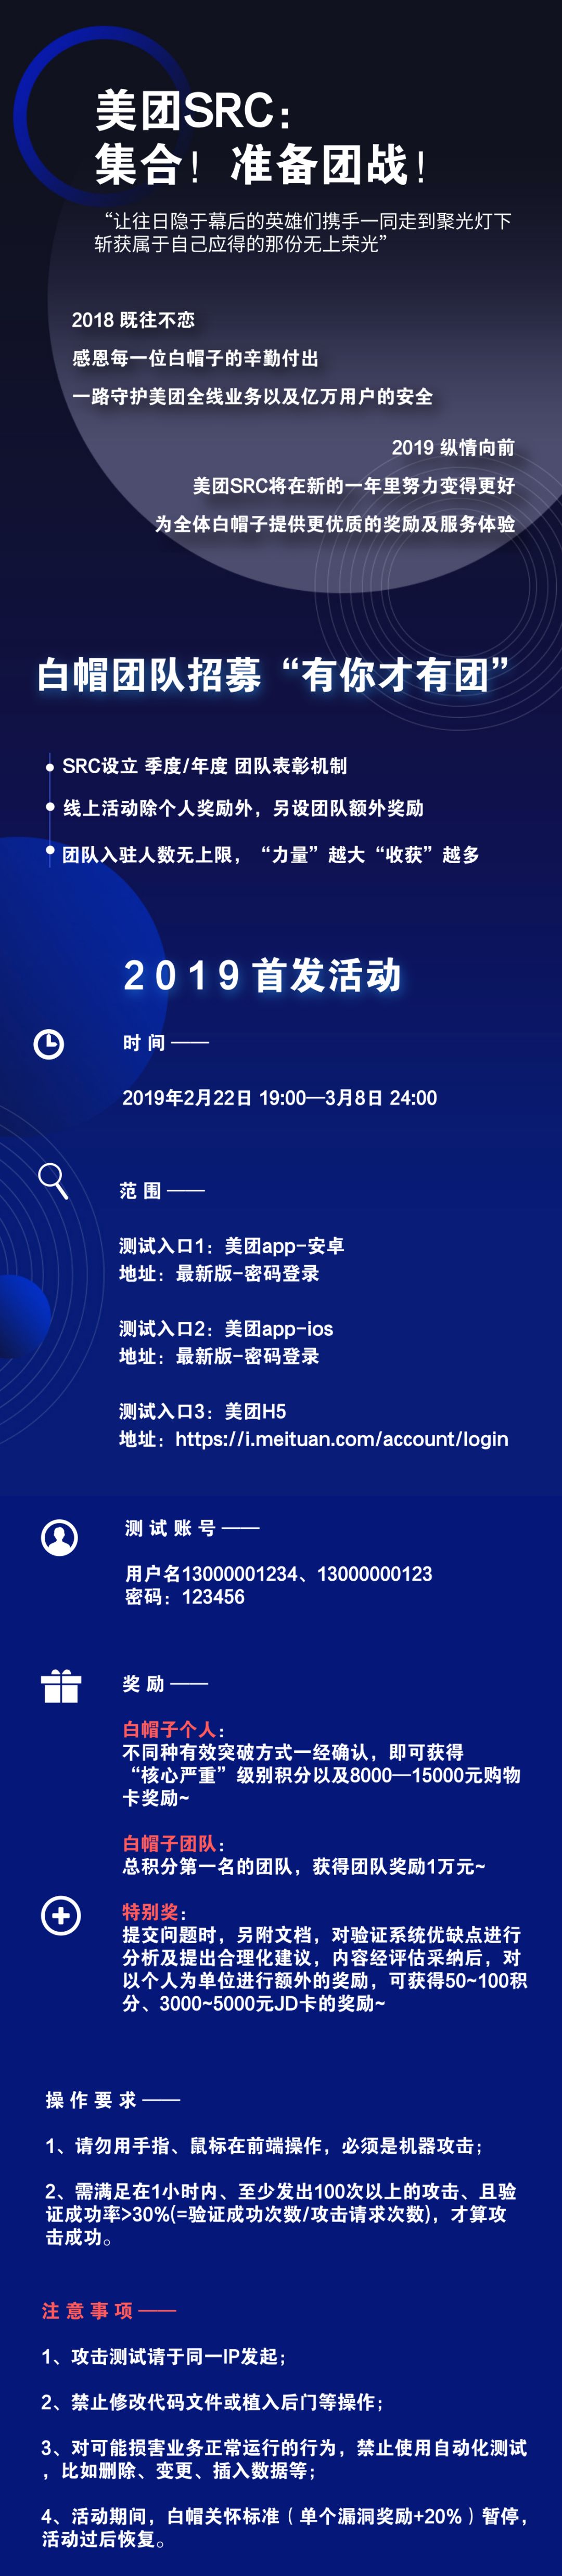 美团SRC：
集合！准备团战！
“让往日隐于幕后的英雄们携手一同走到聚光灯下
斩获属于自己应得的那份无上荣光”
2018 既往不恋
感恩每一位白帽子的辛勤付出
一路守护美团全线业务以及亿万用户的安全
2019 纵情向前
美团SRC将在新的一年里努力变得更好
为全体白帽子提供更优质的奖励及服务体验
白帽团队招募“有你才有团”
SRC设立 季度/年度 团队表彰机制
线上活动除个人奖励外，另设团队额外奖励
团队入驻人数无上限，“力量”越大“收获”越多
2019 首发活动
时 间 ——
2019年2月22日 19:00—3月8日 24:00
范 围 ——
测试入口1：美团app-安卓
地址：最新版-密码登录
测试入口2：美团app-ios
地址：最新版-密码登录
测试入口3：美团H5
地址：https://i.meituan.com/account/login
测 试 账 号 ——
用户名13000001234、13000000123
密码：123456
奖 励 ——
白帽子个人：
不同种有效突破方式一经确认，即可获得
“核心严重”级别积分以及8000—15000元购物
卡奖励~
白帽子团队：
总积分第一名的团队，获得团队奖励1万元~
特别奖：
提交问题时，另附文档，对验证系统优缺点进行
分析及提出合理化建议，内容经评估采纳后，对
以个人为单位进行额外的奖励，可获得50~100积
分、3000~5000元JD卡的奖励~
操 作 要 求 ——
1、请勿用手指、鼠标在前端操作，必须是机器攻击；
2、需满足在1小时内、至少发出100次以上的攻击、且验
证成功率>30%(=验证成功次数/攻击请求次数)，才算攻
击成功。
注 意 事 项 ——
1、攻击测试请于同一IP发起；
2、禁止修改代码文件或植入后门等操作；
3、对可能损害业务正常运行的行为，禁止使用自动化测试
，比如删除、变更、插入数据等；
4、活动期间，白帽关怀标准（单个漏洞奖励+20%）暂停，
活动过后恢复。